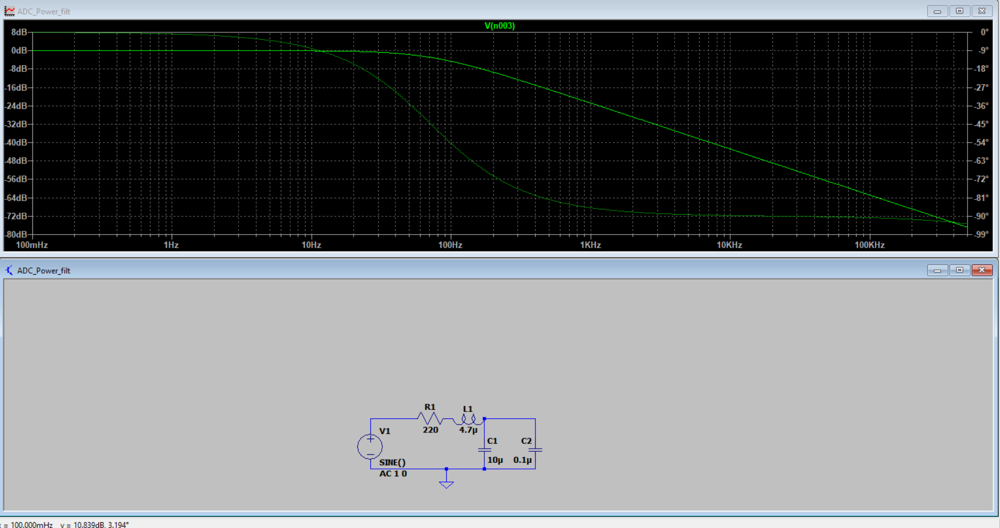 ADC_Power_filt
V(n003)
8dB 0°
0dB -9°
-8dB -18°
-16dB -27°
-24dB -36°
-32dB -45°
-40dB -54°
-48dB -63°
-56dB -72°
-64dB -81°
-72dB -90°
-80dB -99°
100mHz 1Hz 10Hz 100Hz 1KHz 10KHz 100KHz
ADC_Power_filt
R1 L1
220 4.7µ
V1
C1 C2
10µ 0.1µ
SINE()
AC 1 0
= 100.000mHz y = 10.839dB, 3.194°